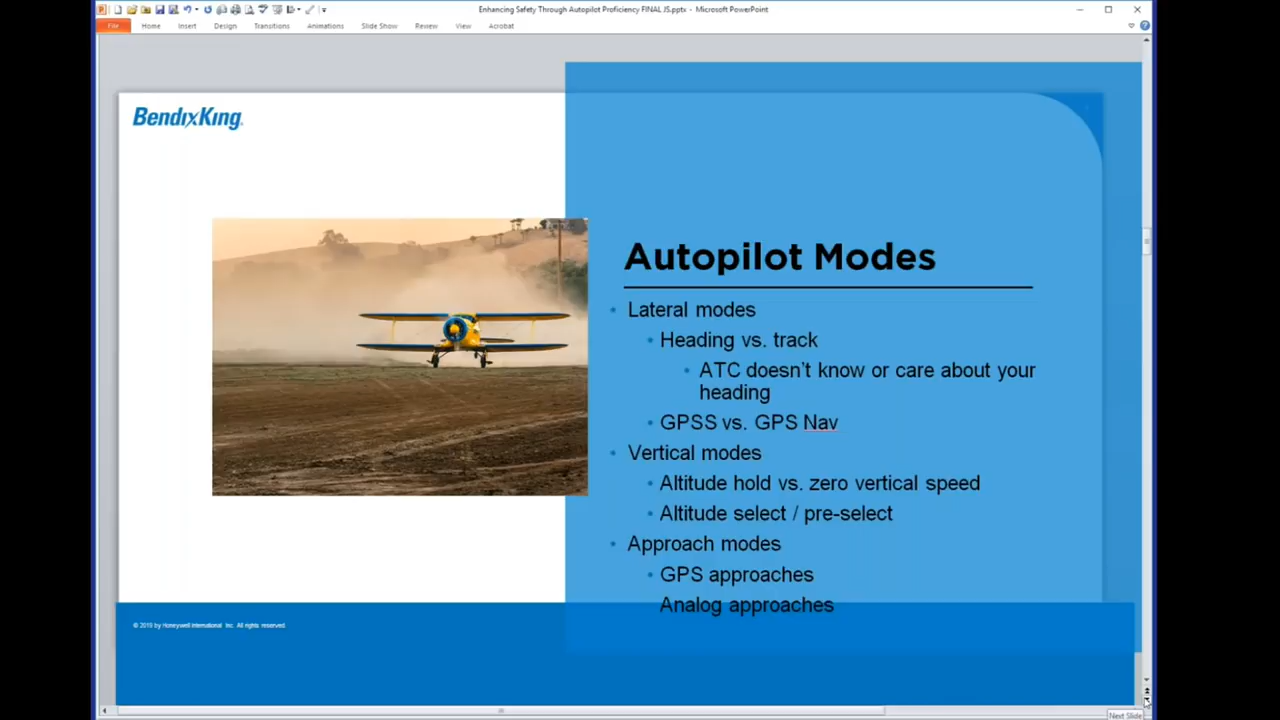 Enhancing Safety Through Autopilot Proficiency FINAL JS.pptx - Microsoft PowerPoint
File Home Insert Design Transitions Animations Slide Show Review View Acrobat
BendixKing
Autopilot Modes
Lateral modes
Heading vs. track
ATC doesn't know or care about your
heading
GPSS vs. GPS Nav
Vertical modes
Altitude hold vs. zero vertical speed
Altitude select / pre-select
Approach modes
GPS approaches
Analog approaches
© 2019 by Honeywell International Inc. All rights reserved.
Next Slide